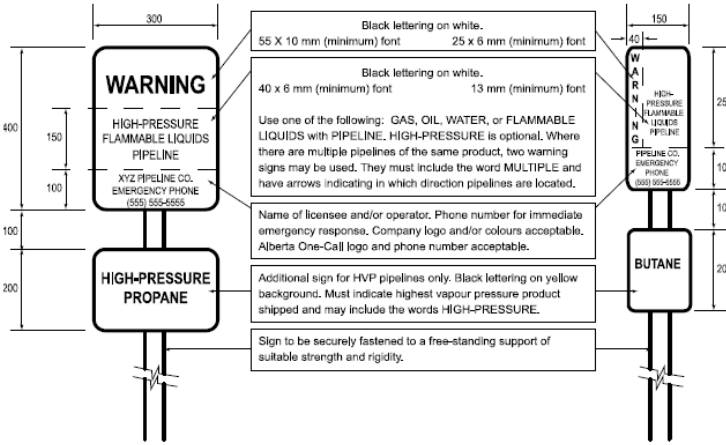 300
400
150
100
100
200
WARNING
HIGH-PRESSURE
FLAMMABLE LIQUIDS
PIPELINE
XYZ PIPELINE CO.
EMERGENCY PHONE
(555) 555-5555
HIGH-PRESSURE
PROPANE
Black lettering on white.
55 X 10 mm (minimum) font 25 x 6 mm (minimum) font
Black lettering on white.
40 x 6 mm (minimum) font 13 mm (minimum) font
Use one of the following: GAS, OIL, WATER, or FLAMMABLE
LIQUIDS with PIPELINE. HIGH-PRESSURE is optional. Where
there are multiple pipelines of the same product, two warning
signs may be used. They must include the word MULTIPLE and
have arrows indicating in which direction pipelines are located.
Name of licensee and/or operator. Phone number for immediate
emergency response. Company logo and/or colours acceptable.
Alberta One-Call logo and phone number acceptable.
Additional sign for HVP pipelines only. Black lettering on yellow
background. Must indicate highest vapour pressure product
shipped and may include the words HIGH-PRESSURE.
Sign to be securely fastened to a free-standing support of
suitable strength and rigidity.
150
40
WARNING
HIGH-
PRESSURE
FLAMMABLE
LIQUIDS
PIPELINE
PIPELINE CO.
EMERGENCY
PHONE
(555) 555-5555
BUTANE
25
10
10
20